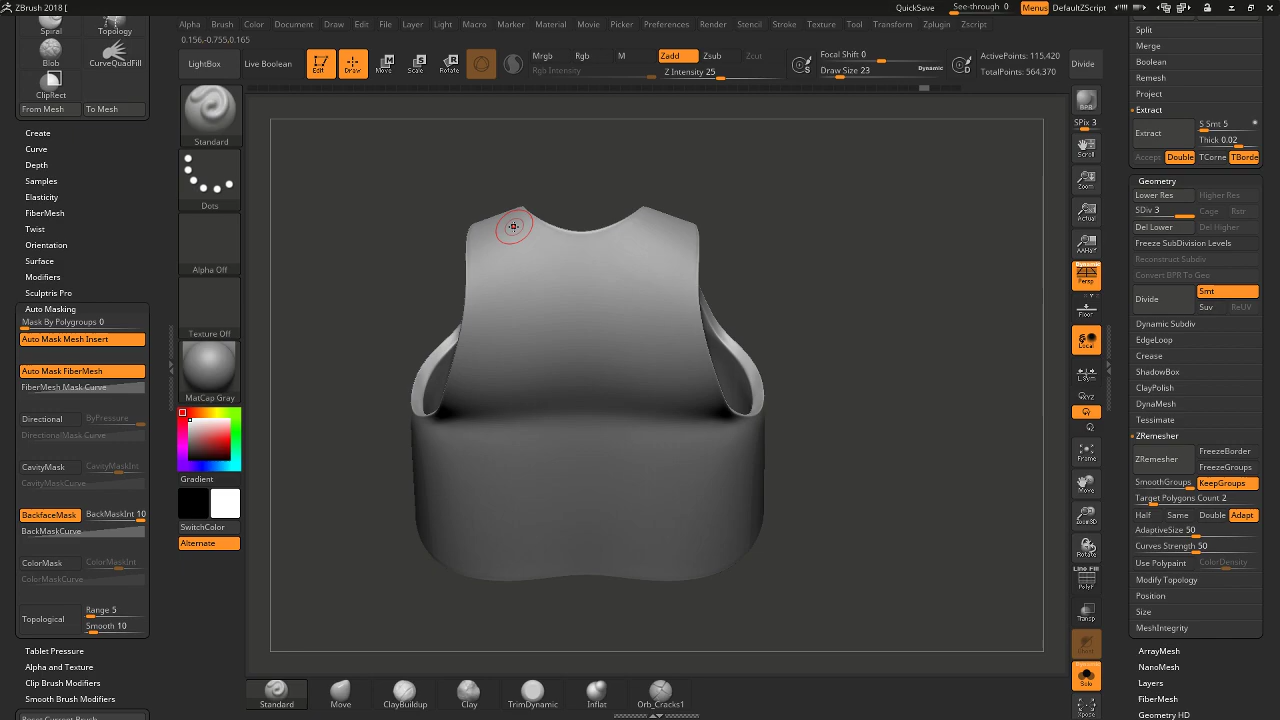 ZBrush 2018 [
QuickSave
See-through 0
Menus
DefaultZScript
Alpha Brush Color Document Draw Edit File Layer Light Macro Marker Material Movie Picker Preferences Render Stencil Stroke Texture Tool Transform Zplugin Zscript
0.156,-0.755,0.165
Spiral
Topology
Blob
CurveQuadFill
ClipRect
From Mesh
To Mesh
Create
Curve
Depth
Samples
Elasticity
FiberMesh
Twist
Orientation
Surface
Modifiers
Sculptris Pro
Auto Masking
Mask By Polygroups 0
Auto Mask Mesh Insert
Auto Mask FiberMesh
FiberMesh Mask Curve
Directional
ByPressure
DirectionalMask Curve
CavityMask
CavityMaskInt
CavityMaskCurve
BackfaceMask
BackMaskInt 10
BackMaskCurve
ColorMask
ColorMaskInt
ColorMaskCurve
Topological
Range 5
Smooth 10
Tablet Pressure
Alpha and Texture
Clip Brush Modifiers
Smooth Brush Modifiers
Reset Current Brush
LightBox
Live Boolean
Edit
Draw
Move
Scale
Rotate
Mrgb
Rgb
M
Rgb Intensity
Zadd
Zsub
Zcut
Z Intensity 25
S
Focal Shift 0
Draw Size 23
Dynamic
D
ActivePoints: 115,420
TotalPoints: 564,370
Divide
Standard
Dots
Alpha Off
Texture Off
MatCap Gray
Gradient
SwitchColor
Alternate
Standard
Move
ClayBuildup
Clay
TrimDynamic
Inflat
Orb_Cracks1
BPR
SPix 3
Scroll
Zoom
Actual
AAHalf
Dynamic
Persp
Floor
Local
L.Sym
Frame
Move
Zoom3D
Rotate
Line Fill
PolyF
Transp
Dynamic
Solo
Xpose
Split
Merge
Boolean
Remesh
Project
Extract
Extract
S Smt 5
Thick 0.02
Accept
Double
TCorne
TBorde
Geometry
Lower Res
Higher Res
SDiv 3
Cage
Rstr
Del Lower
Del Higher
Freeze SubDivision Levels
Reconstruct Subdiv
Convert BPR To Geo
Divide
Smt
Suv
ReUV
Dynamic Subdiv
EdgeLoop
Crease
ShadowBox
ClayPolish
DynaMesh
Tessimate
ZRemesher
ZRemesher
FreezeBorder
FreezeGroups
SmoothGroups
KeepGroups
Target Polygons Count 2
Half
Same
Double
Adapt
AdaptiveSize 50
Curves Strength 50
Use Polypaint
ColorDensity
Modify Topology
Position
Size
MeshIntegrity
ArrayMesh
NanoMesh
Layers
FiberMesh
Geometry HD